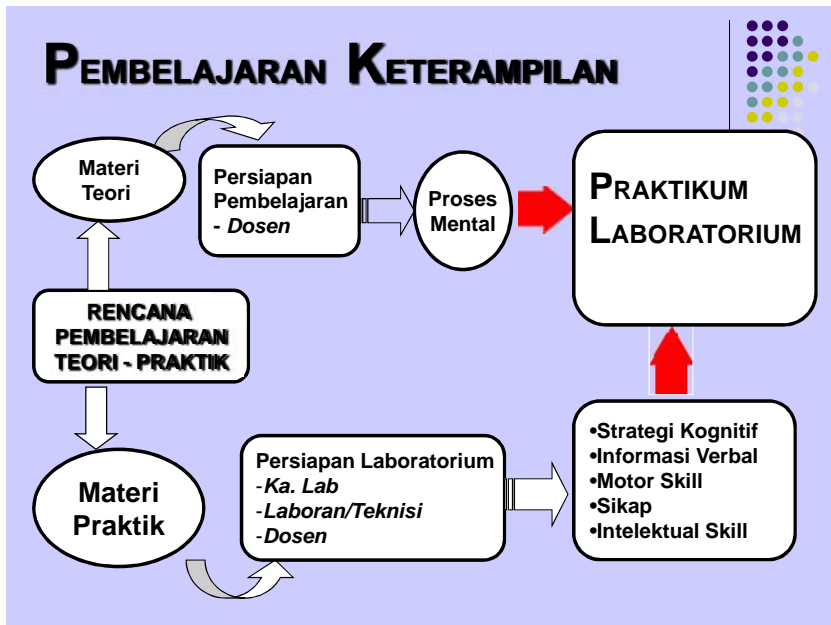 PEMBELAJARAN KETERAMPILAN
Materi
Teori
Persiapan
Pembelajaran
- Dosen
Proses
Mental
PRAKTIKUM
LABORATORIUM
RENCANA
PEMBELAJARAN
TEORI - PRAKTIK
Materi
Praktik
Persiapan Laboratorium
-Ka. Lab
-Laboran/Teknisi
-Dosen
•Strategi Kognitif
•Informasi Verbal
•Motor Skill
•Sikap
•Intelektual Skill